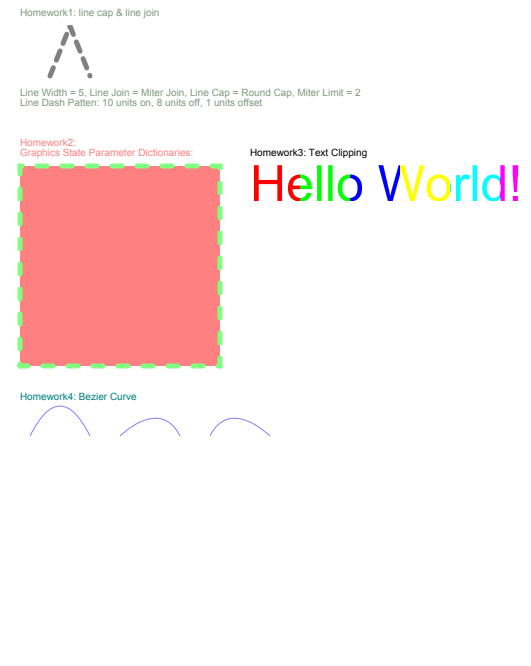 Homework1: line cap & line join
Line Width = 5, Line Join = Miter Join, Line Cap = Round Cap, Miter Limit = 2
Line Dash Patten: 10 units on, 8 units off, 1 units offset
Homework2:
Graphics State Parameter Dictionaries:
Homework3: Text Clipping
Hello World!
Homework4: Bezier Curve